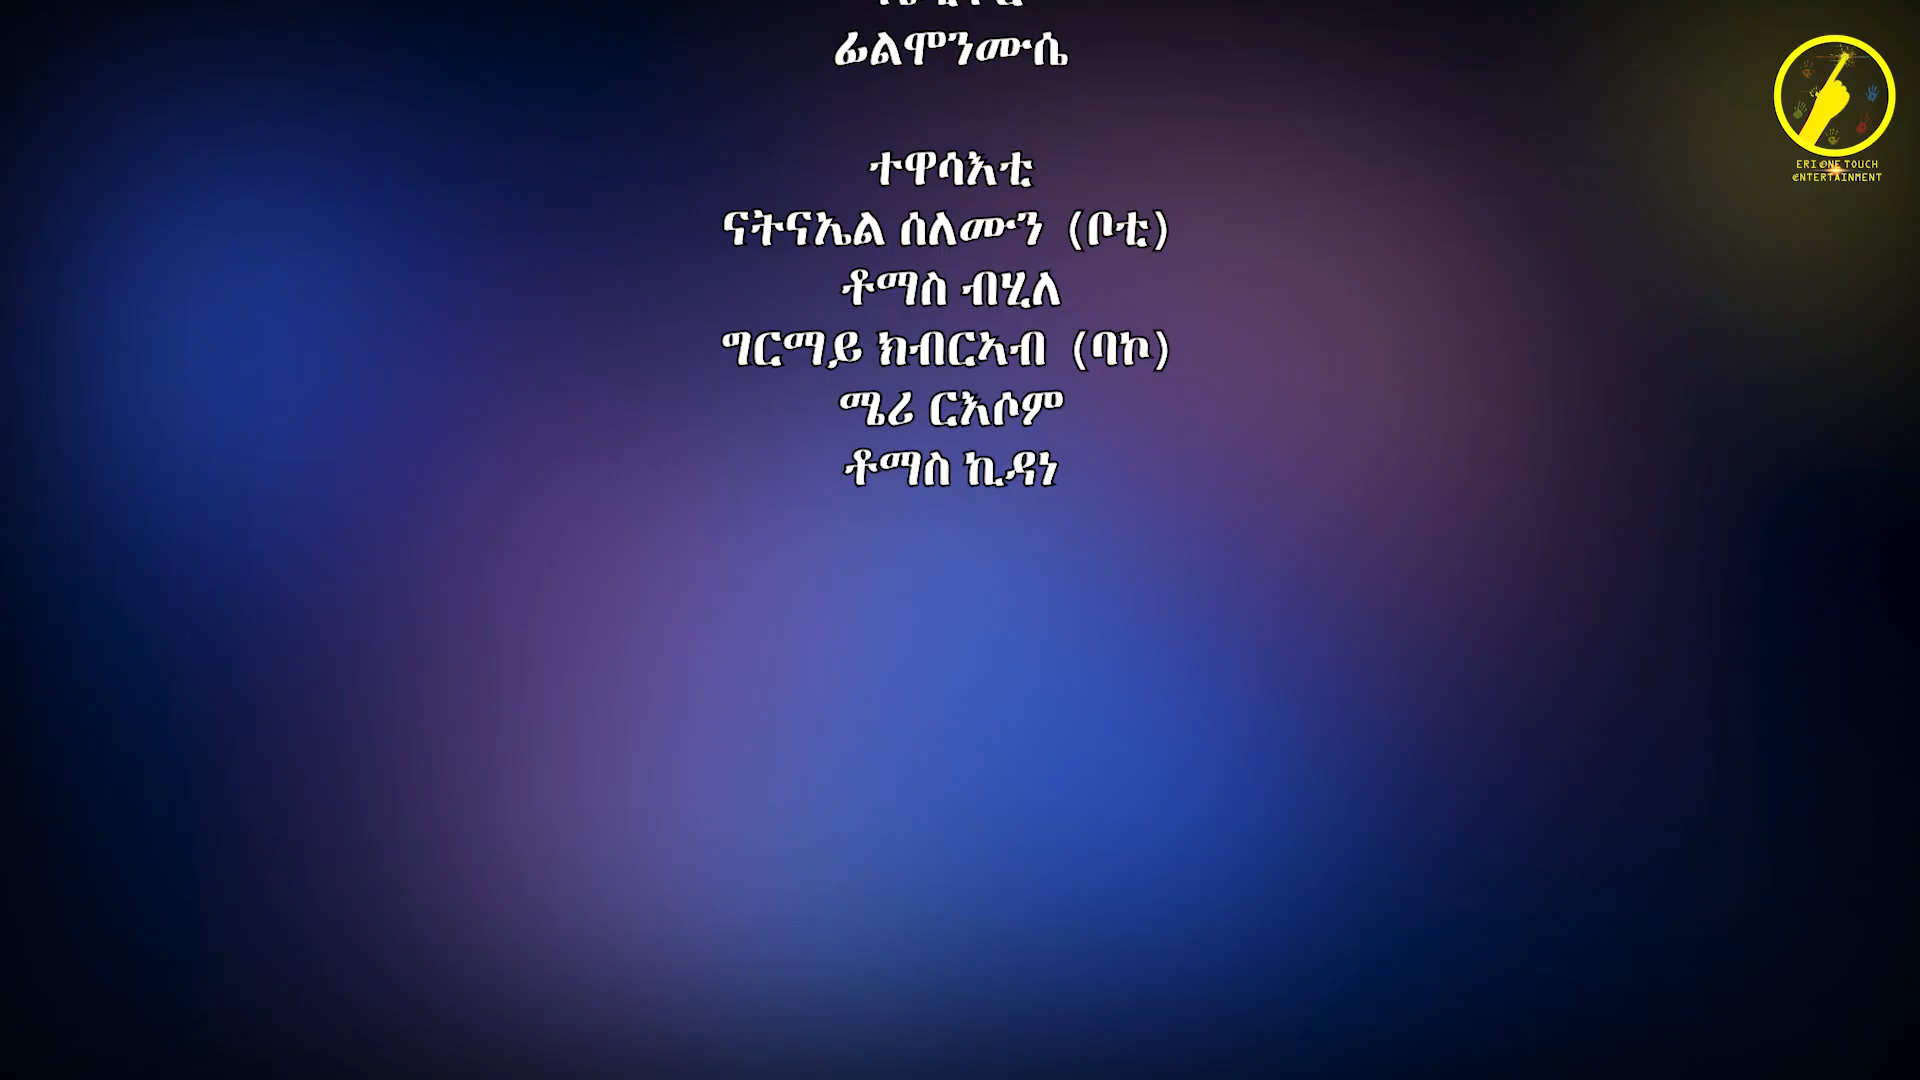 ፊልሞንሙሴ
ተዋሳእቲ
ናትናኤል ሰለሙን (ቦቲ)
ቶማስ ብሂለ
ግርማይ ክብርኣብ (ባኮ)
ሜሪ ርእሶም
ቶማስ ኪዳነ
ERI ONE TOUCH
ENTERTAINMENT